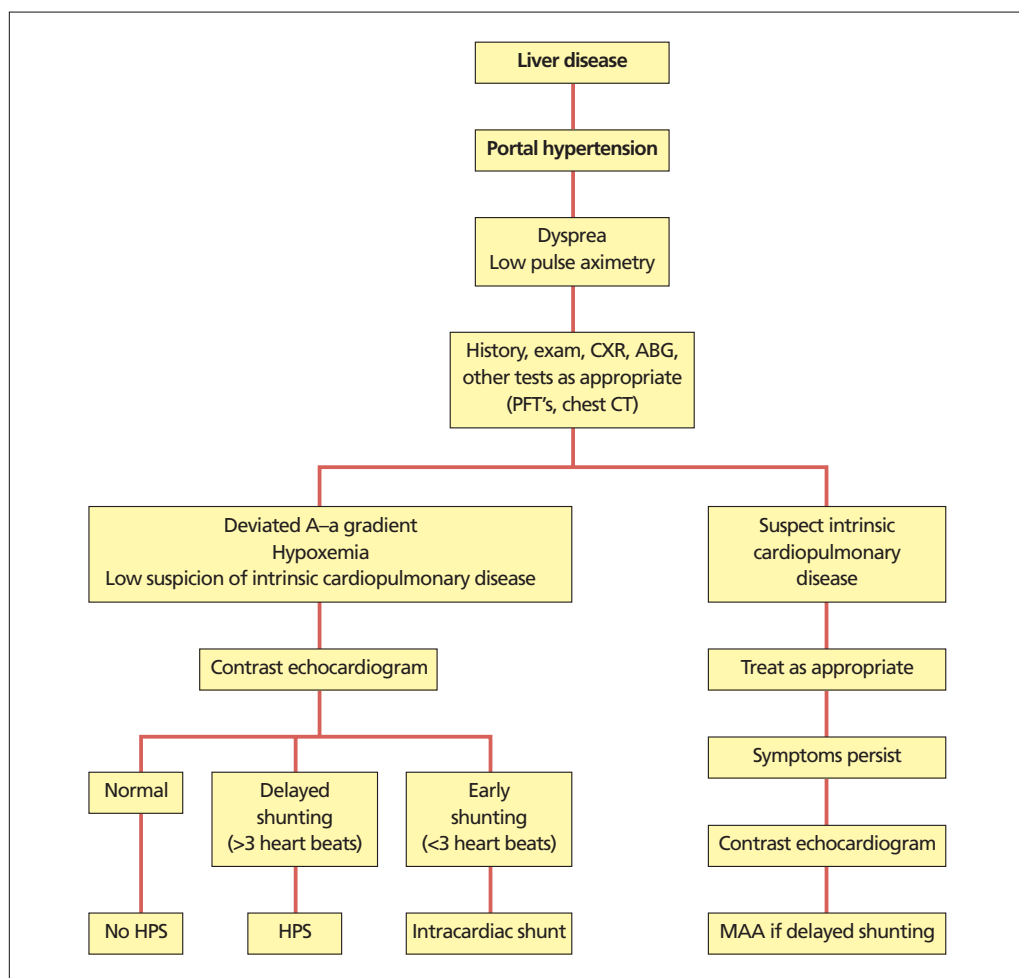 Liver disease
Portal hypertension
Dysprea
Low pulse aximetry
History, exam, CXR, ABG,
other tests as appropriate
(PFT's, chest CT)
Deviated A–a gradient
Hypoxemia
Low suspicion of intrinsic cardiopulmonary disease
Suspect intrinsic
cardiopulmonary
disease
Contrast echocardiogram
Treat as appropriate
Normal
Delayed
shunting
(>3 heart beats)
Early
shunting
(<3 heart beats)
Symptoms persist
Contrast echocardiogram
No HPS
HPS
Intracardiac shunt
MAA if delayed shunting